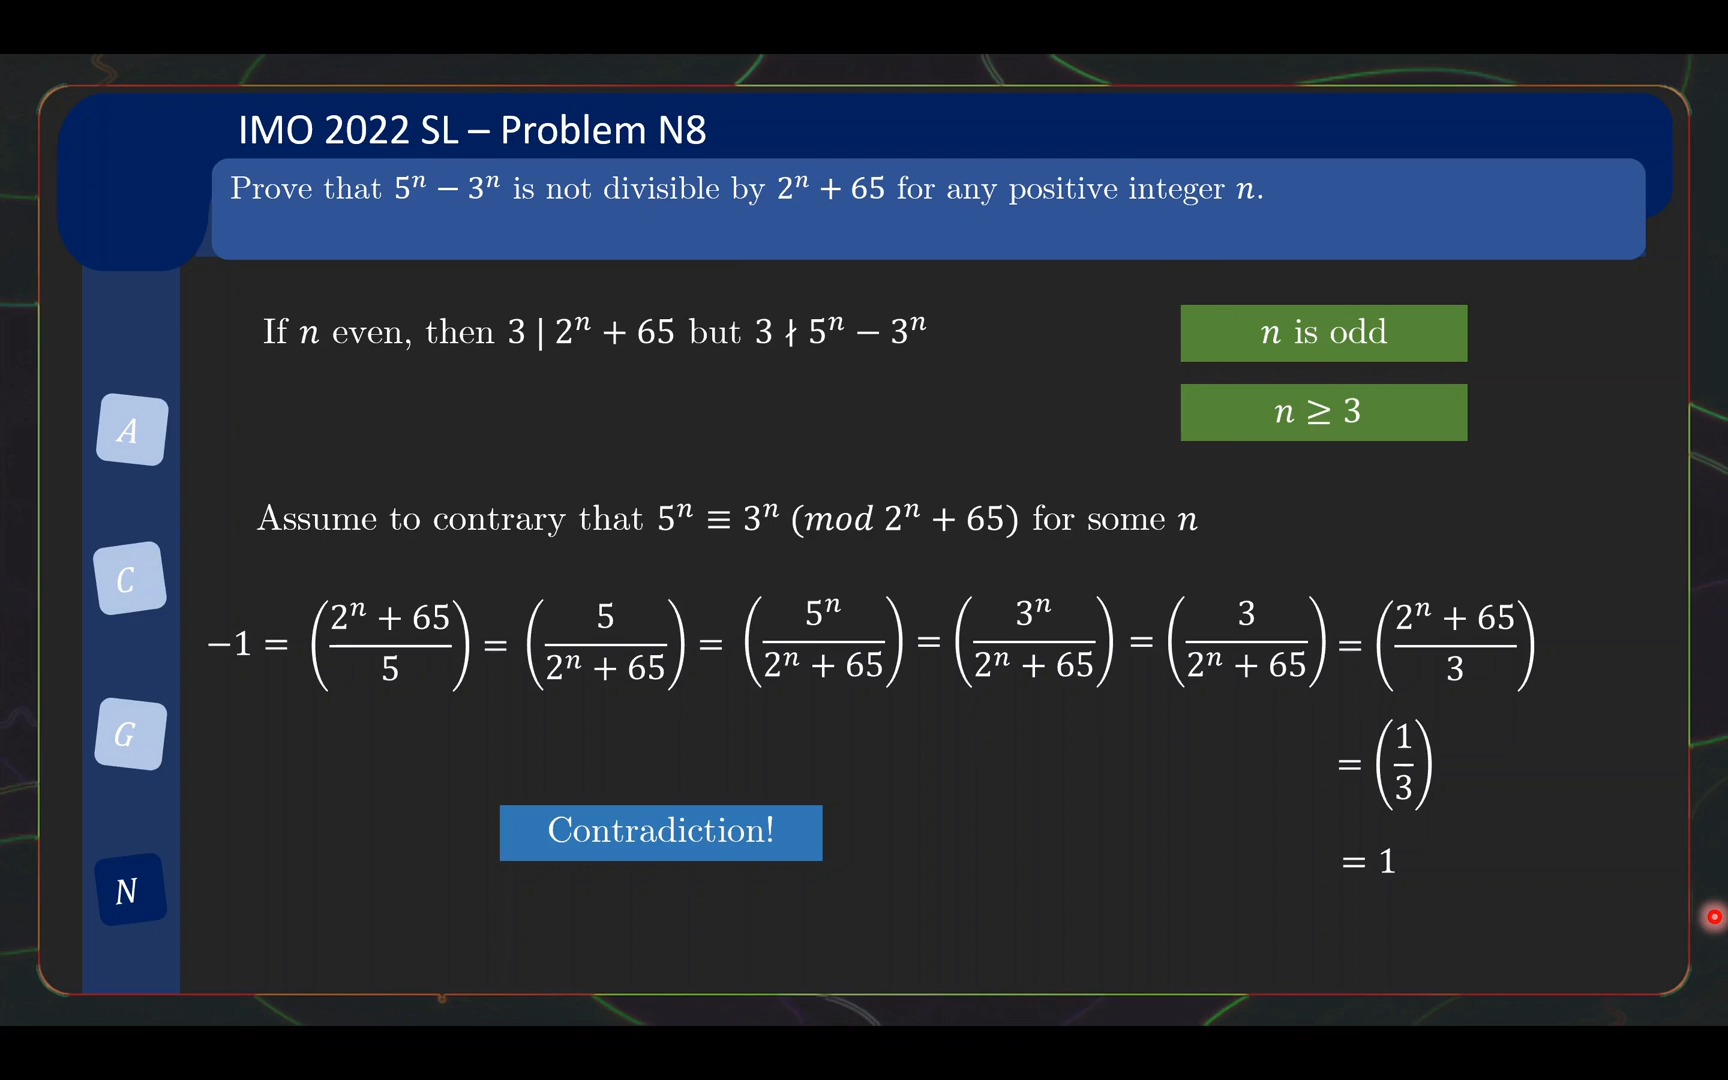 IMO 2022 SL – Problem N8
Prove that 5ⁿ − 3ⁿ is not divisible by 2ⁿ + 65 for any positive integer n.
If n even, then 3 | 2ⁿ + 65 but 3 ∤ 5ⁿ − 3ⁿ
n is odd
n ≥ 3
Assume to contrary that 5ⁿ ≡ 3ⁿ (mod 2ⁿ + 65) for some n
−1 = ((2ⁿ + 65)/5) = (5/(2ⁿ + 65)) = (5ⁿ/(2ⁿ + 65)) = (3ⁿ/(2ⁿ + 65)) = (3/(2ⁿ + 65)) = ((2ⁿ + 65)/3)
= (1/3)
= 1
Contradiction!
A
C
G
N